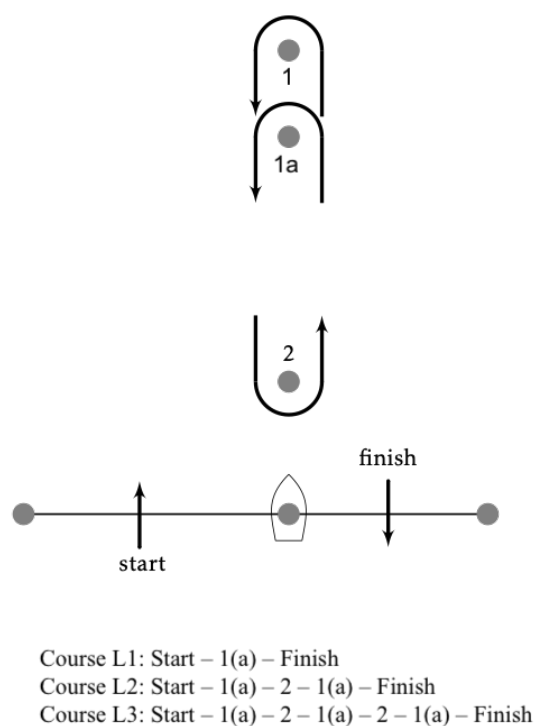 1
1a
2
finish
start
Course L1: Start – 1(a) – Finish
Course L2: Start – 1(a) – 2 – 1(a) – Finish
Course L3: Start – 1(a) – 2 – 1(a) – 2 – 1(a) – Finish